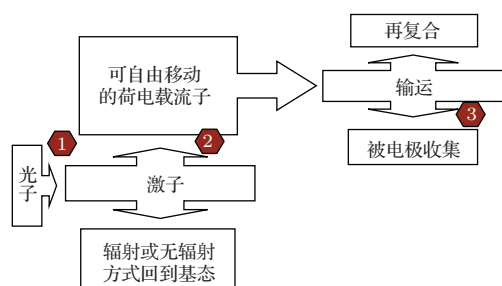 再复合
可自由移动
的荷电载流子
输运
3
被电极收集
1
2
光
子
激子
辐射或无辐射
方式回到基态